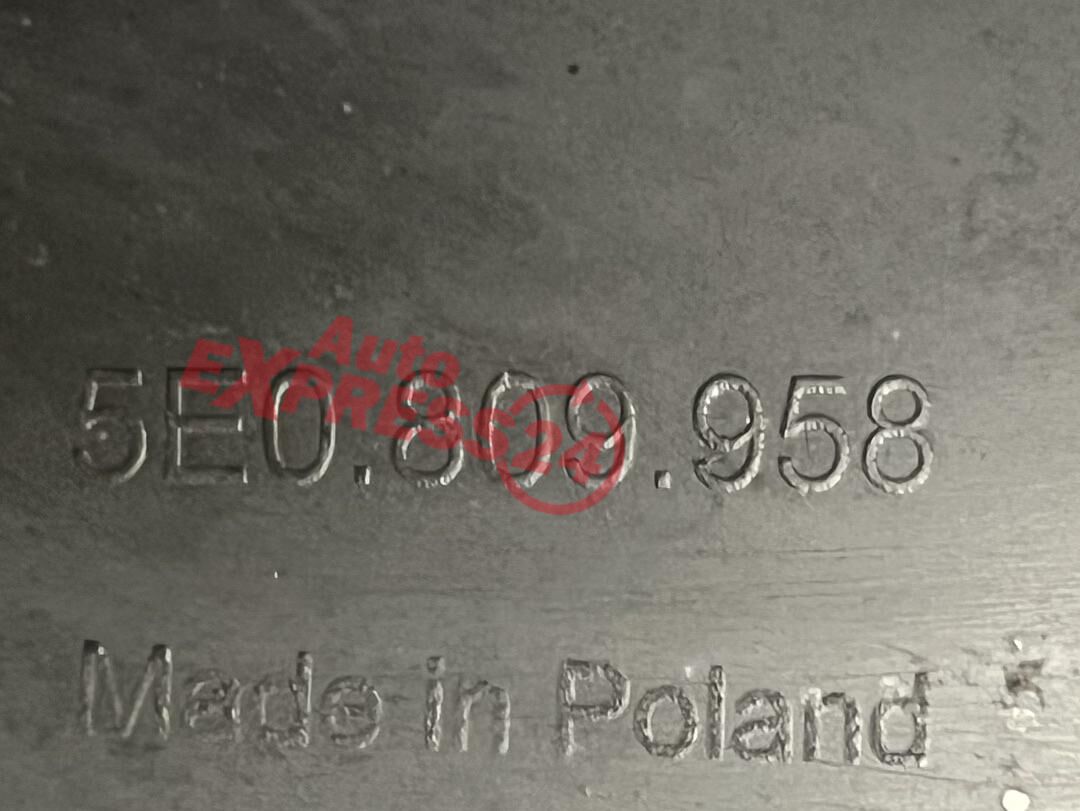 Auto
EXPRESS24
5E0.809.958
Made in Poland